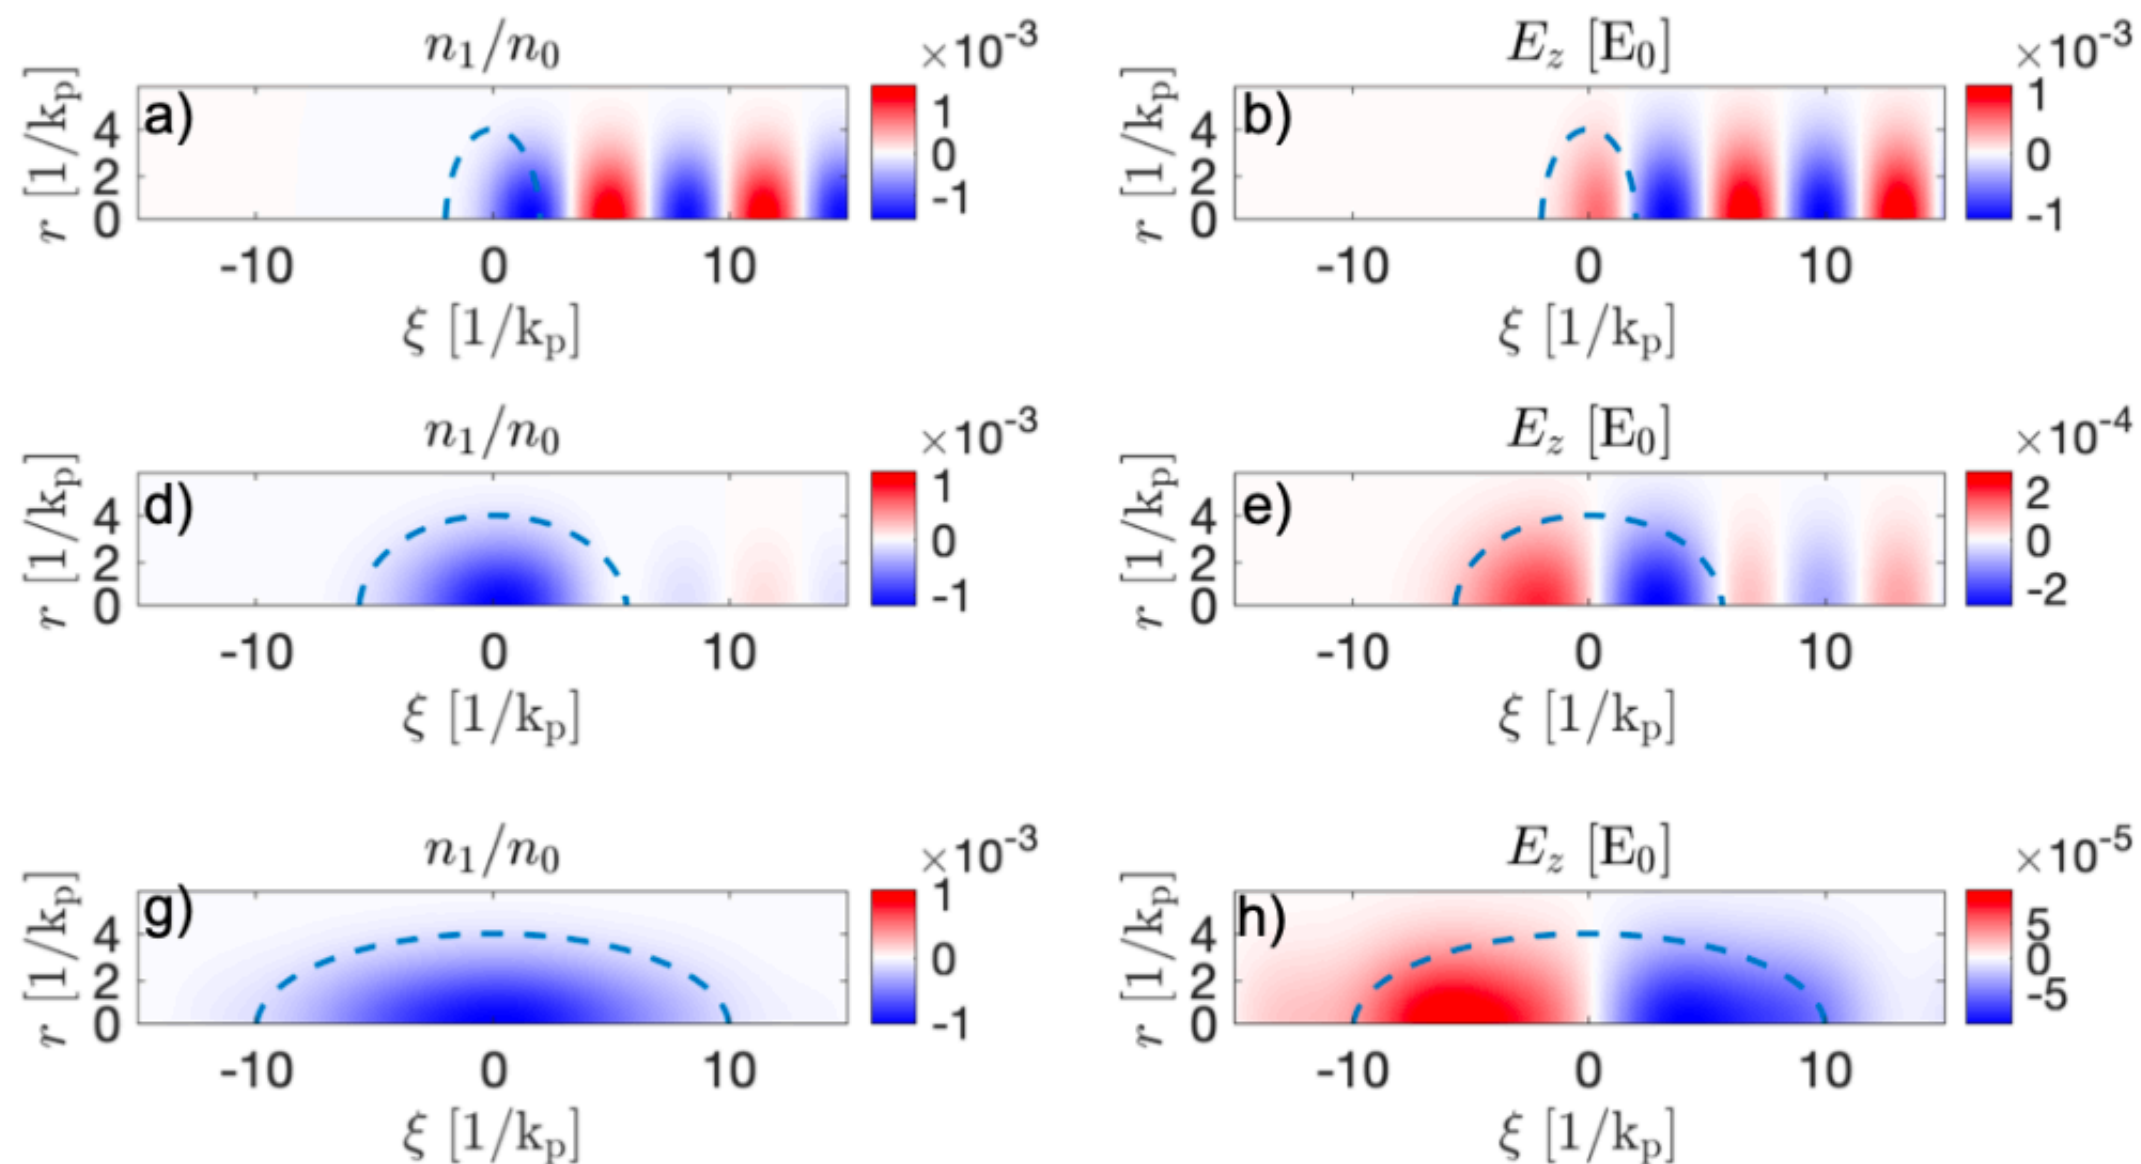 n₁/n₀ ×10⁻³ E_z [E₀] ×10⁻³
a) 4 2 0 r [1/kₚ] 1 0 -1 b) 4 2 0 r [1/kₚ] 1 0 -1
-10 0 10 -10 0 10
ξ [1/kₚ] ξ [1/kₚ]
n₁/n₀ ×10⁻³ E_z [E₀] ×10⁻⁴
d) 4 2 0 r [1/kₚ] 1 0 -1 e) 4 2 0 r [1/kₚ] 2 0 -2
-10 0 10 -10 0 10
ξ [1/kₚ] ξ [1/kₚ]
n₁/n₀ ×10⁻³ E_z [E₀] ×10⁻⁵
g) 4 2 0 r [1/kₚ] 1 0 -1 h) 4 2 0 r [1/kₚ] 5 0 -5
-10 0 10 -10 0 10
ξ [1/kₚ] ξ [1/kₚ]